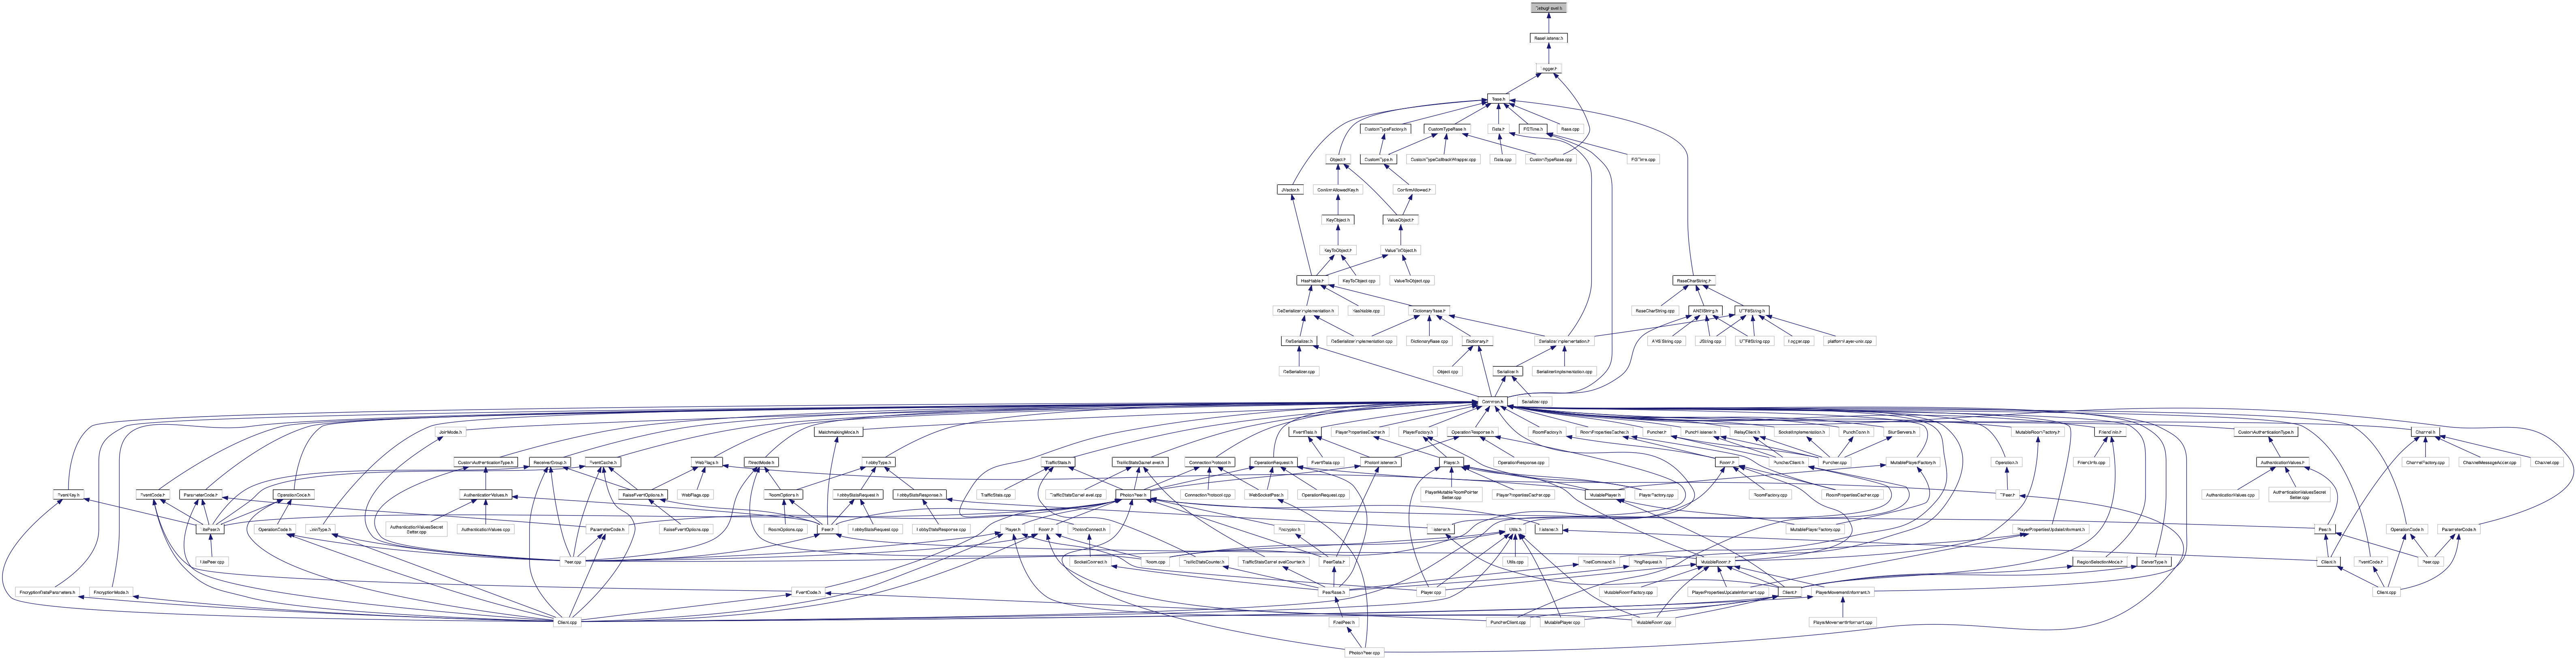 DebugLevel.h
BaseListener.h
Logger.h
Base.h
CustomTypeFactory.h
CustomTypeBase.h
Data.h
EGTime.h
Base.cpp
Object.h
CustomType.h
CustomTypeCallbackWrapper.cpp
Data.cpp
CustomTypeBase.cpp
EGTime.cpp
JVector.h
ConfirmAllowedKey.h
ConfirmAllowed.h
KeyObject.h
ValueObject.h
KeyToObject.h
ValueToObject.h
Hashtable.h
KeyToObject.cpp
ValueToObject.cpp
BaseCharString.h
DeSerializerImplementation.h
Hashtable.cpp
DictionaryBase.h
BaseCharString.cpp
ANSIString.h
UTF8String.h
DeSerializer.h
DeSerializerImplementation.cpp
DictionaryBase.cpp
Dictionary.h
SerializerImplementation.h
ANSIString.cpp
JString.cpp
UTF8String.cpp
Logger.cpp
DeSerializer.cpp
Object.cpp
Serializer.h
SerializerImplementation.cpp
Common.h
Serializer.cpp
JoinMode.h
MatchmakingMode.h
EventData.h
PlayerPropertiesCacher.h
PlayerFactory.h
OperationResponse.h
RoomFactory.h
RoomPropertiesCacher.h
Puncher.h
PunchListener.h
RelayClient.h
SocketImplementation.h
PunchConn.h
StunServers.h
MutableRoomFactory.h
FriendInfo.h
CustomAuthenticationType.h
Channel.h
CustomAuthenticationType.h
ReceiverGroup.h
EventCache.h
WebFlags.h
DirectMode.h
LobbyType.h
TrafficStats.h
TrafficStatsGameLevel.h
ConnectionProtocol.h
OperationRequest.h
PhotonListener.h
EventData.cpp
Player.h
OperationResponse.cpp
Room.h
PuncherClient.h
Puncher.cpp
MutablePlayerFactory.h
Operation.h
FriendInfo.cpp
AuthenticationValues.h
ChannelFactory.cpp
ChannelMessageAccer.cpp
Channel.cpp
EventKey.h
EventCode.h
ParameterCode.h
OperationCode.h
AuthenticationValues.h
RaiseEventOptions.h
WebFlags.cpp
RoomOptions.h
LobbyStatsRequest.h
LobbyStatsResponse.h
TrafficStats.cpp
TrafficStatsGameLevel.cpp
PhotonPeer.h
ConnectionProtocol.cpp
WebSocketPeer.h
OperationRequest.cpp
PlayerMutableRoomPointer
Setter.cpp
PlayerPropertiesCacher.cpp
MutablePlayer.h
PlayerFactory.cpp
RoomFactory.cpp
RoomPropertiesCacher.cpp
AuthenticationValues.cpp
AuthenticationValuesSecret
Setter.cpp
LitePeer.h
OperationCode.h
JoinType.h
AuthenticationValuesSecret
Setter.cpp
AuthenticationValues.cpp
ParameterCode.h
RaiseEventOptions.cpp
RoomOptions.cpp
Peer.h
LobbyStatsRequest.cpp
LobbyStatsResponse.cpp
Player.h
Room.h
PhotonConnect.h
Encryptor.h
Listener.h
Utils.h
Listener.h
MutablePlayerFactory.cpp
PlayerPropertiesUpdateInformant.h
Peer.h
OperationCode.h
ParameterCode.h
LitePeer.cpp
Peer.cpp
Room.cpp
SocketConnect.h
TrafficStatsCounter.h
TrafficStatsGameLevelCounter.h
PeerData.h
Utils.cpp
EnetCommand.h
PingRequest.h
MutableRoom.h
RegionSelectionMode.h
ServerType.h
Client.h
EventCode.h
Peer.cpp
EncryptionDataParameters.h
EncryptionMode.h
EventCode.h
PeerBase.h
Player.cpp
MutableRoomFactory.cpp
PlayerPropertiesUpdateInformant.cpp
Client.h
PlayerMovementInformant.h
Client.cpp
Client.cpp
EnetPeer.h
PuncherClient.cpp
MutablePlayer.cpp
MutableRoom.cpp
PlayerMovementInformant.cpp
PhotonPeer.cpp